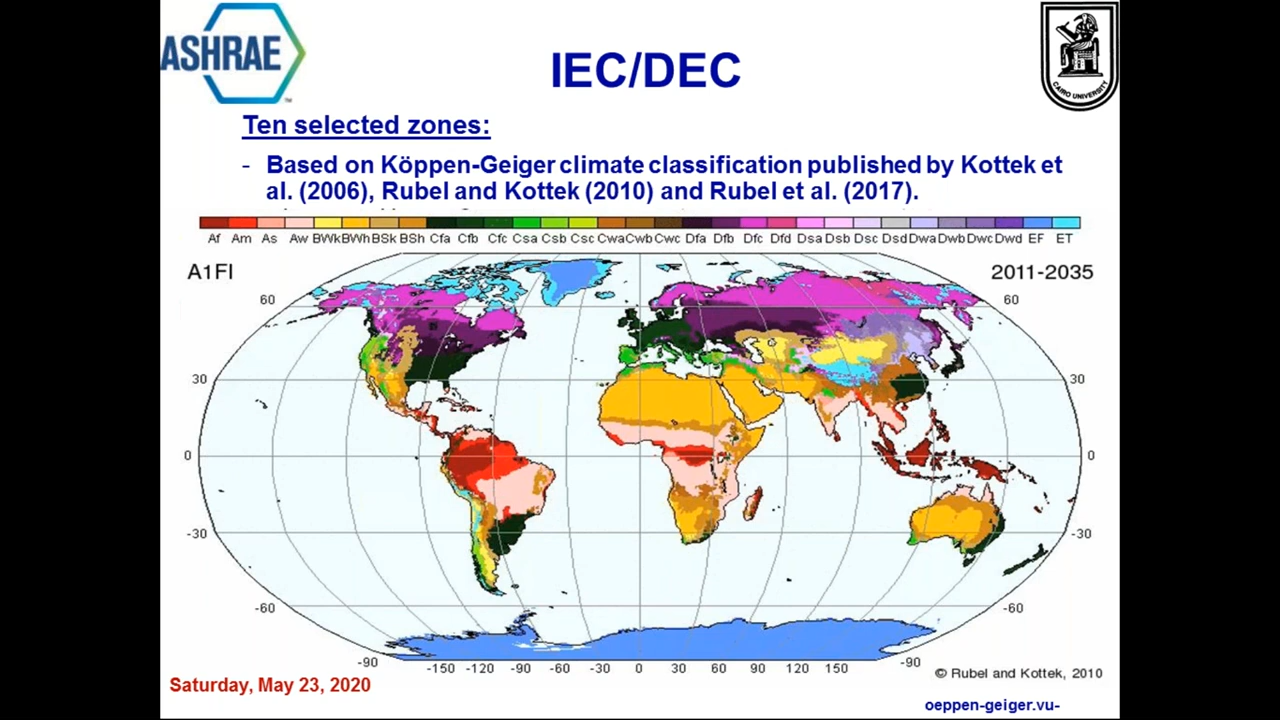 ASHRAE
TM
IEC/DEC
CAIRO UNIVERSITY
Ten selected zones:
- Based on Köppen-Geiger climate classification published by Kottek et
al. (2006), Rubel and Kottek (2010) and Rubel et al. (2017).
Af Am As Aw BWk BWh BSk BSh Cfa Cfb Cfc Csa Csb Csc Cwa Cwb Cwc Dfa Dfb Dfc Dfd Dsa Dsb Dsc Dsd Dwa Dwb Dwc Dwd EF ET
A1FI 2011-2035
60 60
30 30
0 0
-30 -30
-60 -60
-90 -150 -120 -90 -60 -30 0 30 60 90 120 150 -90
© Rubel and Kottek, 2010
Saturday, May 23, 2020
oeppen-geiger.vu-